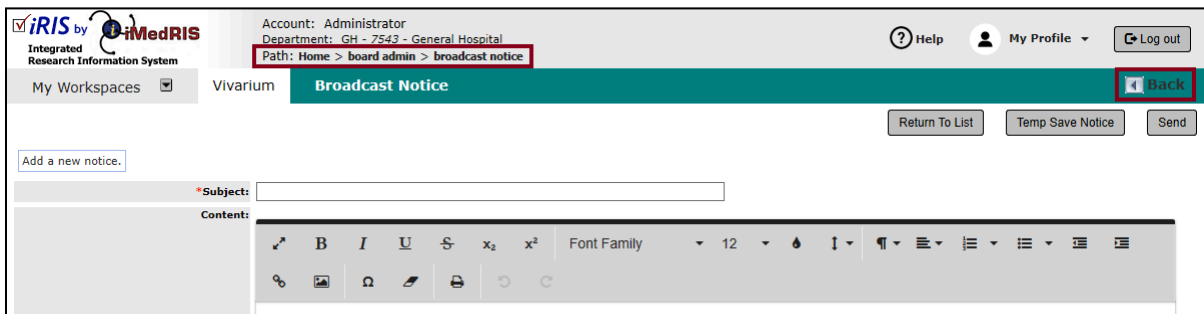 iRIS by iMedRIS
Integrated
Research Information System
Account: Administrator
Department: GH - 7543 - General Hospital
Path: Home > board admin > broadcast notice
Help
My Profile
Log out
My Workspaces
Vivarium
Broadcast Notice
Back
Return To List
Temp Save Notice
Send
Add a new notice.
*Subject:
Content:
B I U S x₂ x² Font Family 12
Ω